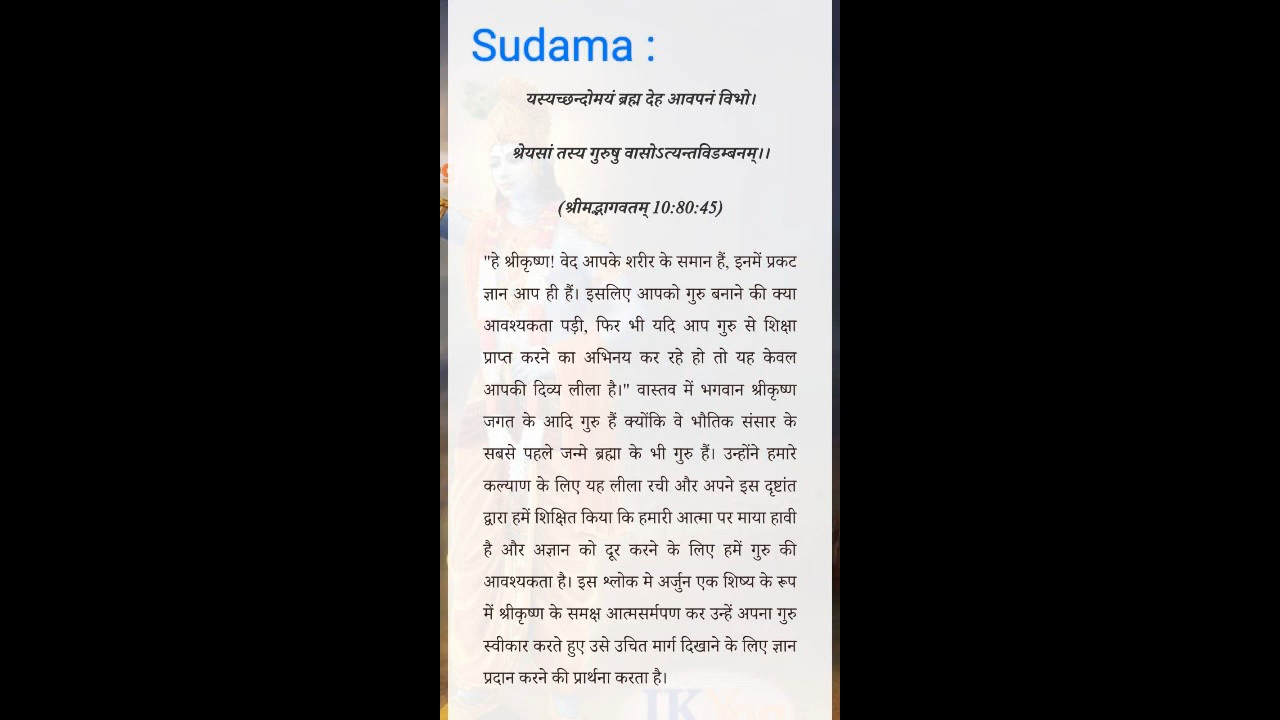 Sudama :
यस्यच्छन्दोमयं ब्रह्म देह आवपनं विभो।
श्रेयसां तस्य गुरुषु वासोऽत्यन्तविडम्बनम्।।
(श्रीमद्भागवतम् 10:80:45)
"हे श्रीकृष्ण! वेद आपके शरीर के समान हैं, इनमें प्रकट
ज्ञान आप ही हैं। इसलिए आपको गुरु बनाने की क्या
आवश्यकता पड़ी, फिर भी यदि आप गुरु से शिक्षा
प्राप्त करने का अभिनय कर रहे हो तो यह केवल
आपकी दिव्य लीला है।" वास्तव में भगवान श्रीकृष्ण
जगत के आदि गुरु हैं क्योंकि वे भौतिक संसार के
सबसे पहले जन्मे ब्रह्मा के भी गुरु हैं। उन्होंने हमारे
कल्याण के लिए यह लीला रची और अपने इस दृष्टांत
द्वारा हमें शिक्षित किया कि हमारी आत्मा पर माया हावी
है और अज्ञान को दूर करने के लिए हमें गुरु की
आवश्यकता है। इस श्लोक मे अर्जुन एक शिष्य के रूप
में श्रीकृष्ण के समक्ष आत्मसर्मपण कर उन्हें अपना गुरु
स्वीकार करते हुए उसे उचित मार्ग दिखाने के लिए ज्ञान
प्रदान करने की प्रार्थना करता है।